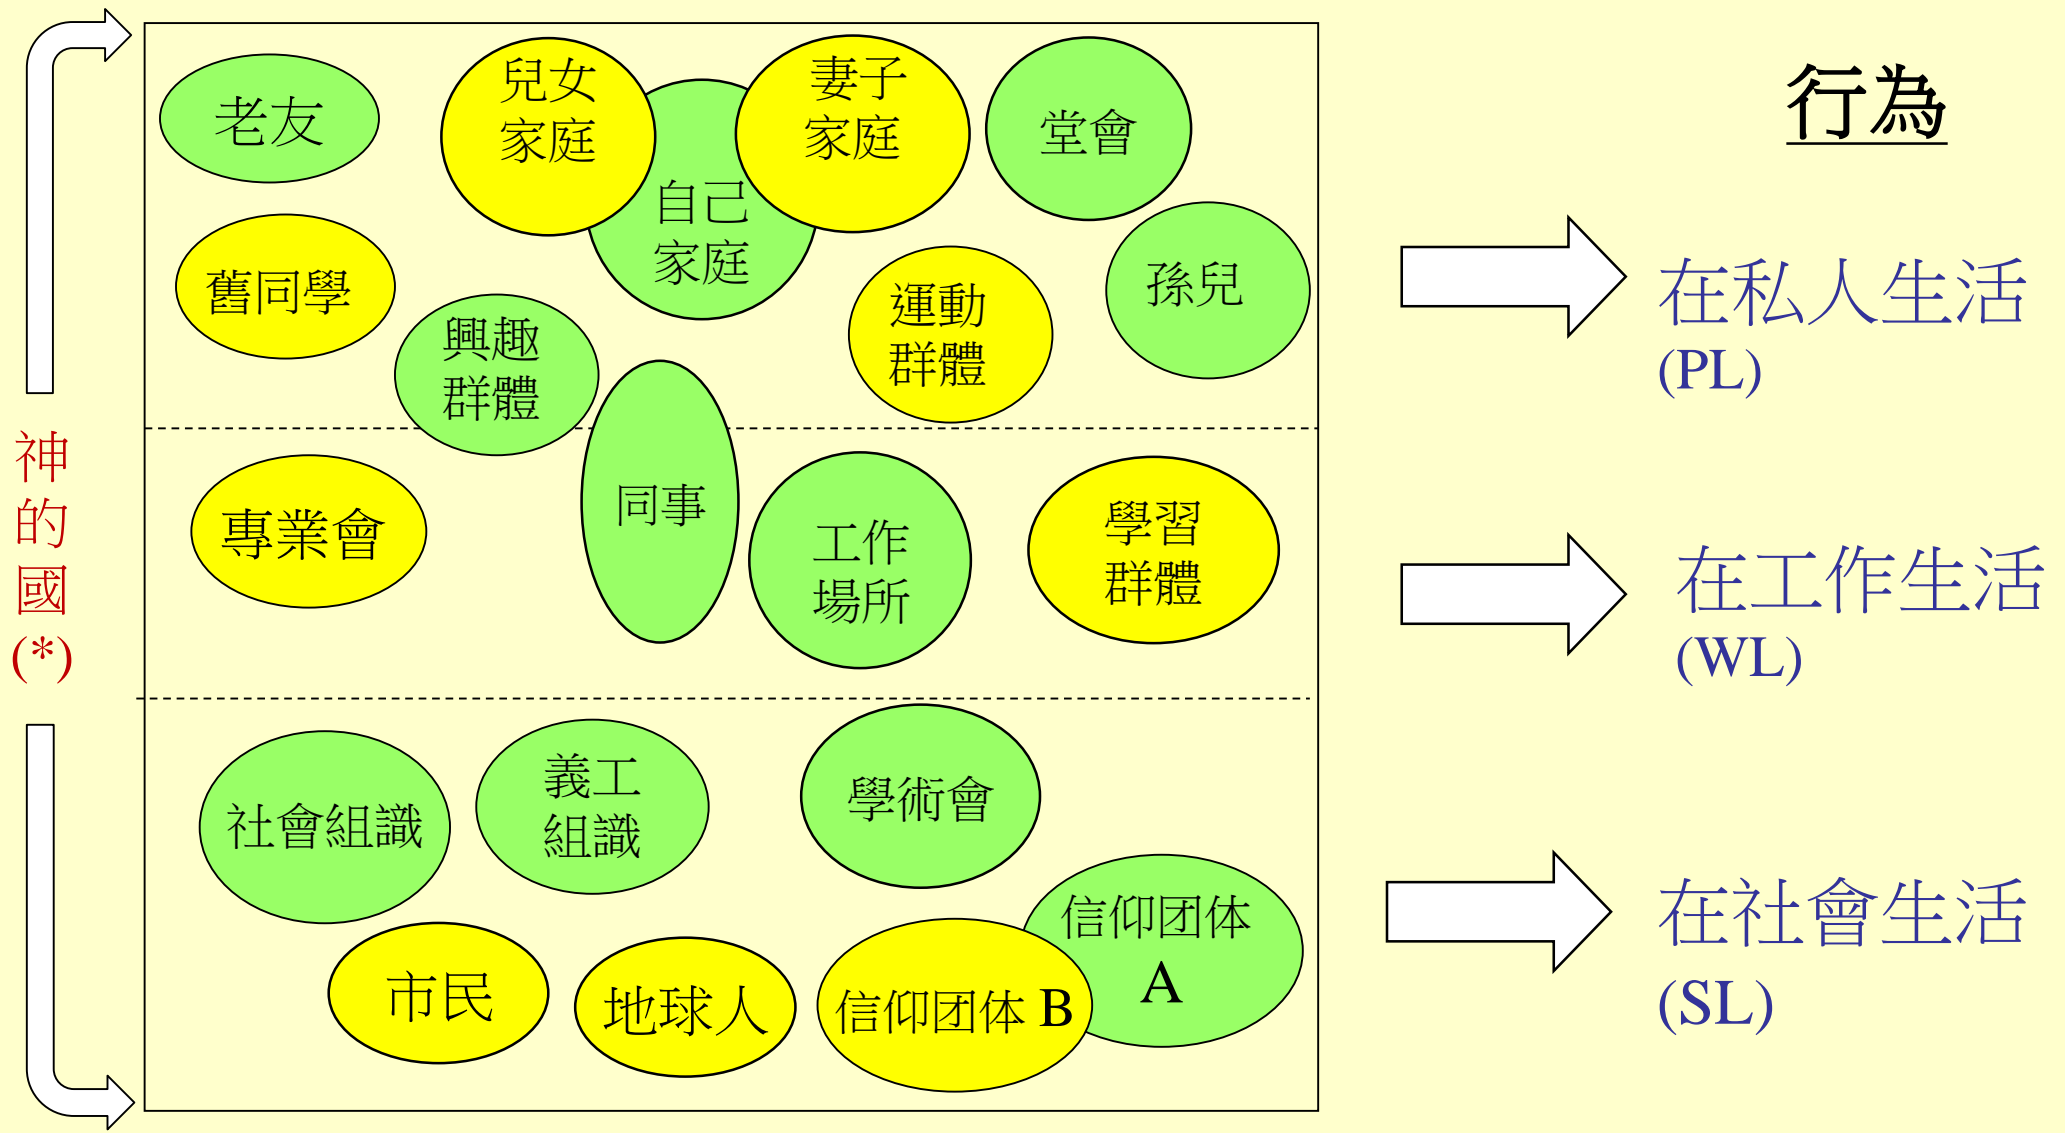 行為
老友
兒女
家庭
妻子
家庭
自己
家庭
堂會
舊同學
興趣
群體
運動
群體
孫兒
在私人生活
(PL)
神
的
國
(*)
專業會
同事
工作
場所
學習
群體
在工作生活
(WL)
社會組識
義工
組識
學術會
信仰団体
A
市民
地球人
信仰団体 B
在社會生活
(SL)